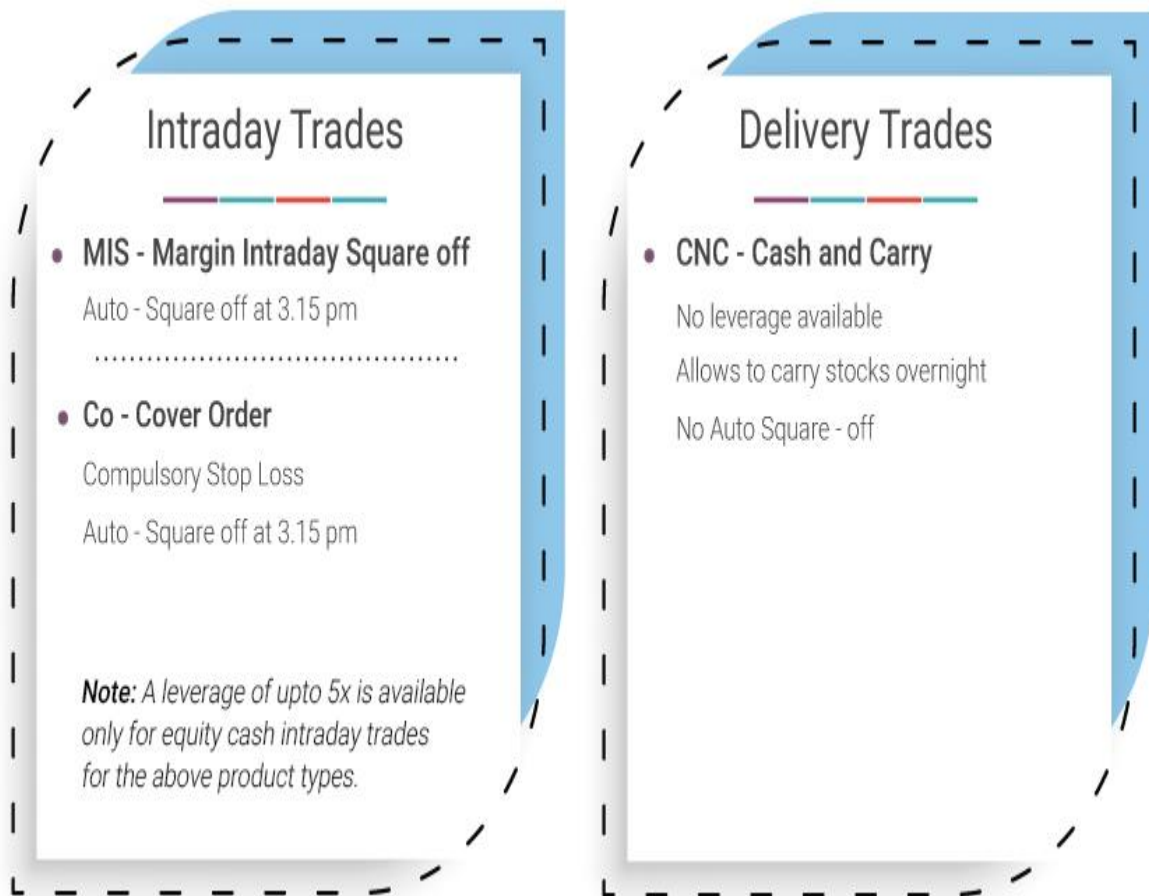 Intraday Trades
MIS - Margin Intraday Square off
Auto - Square off at 3.15 pm
Co - Cover Order
Compulsory Stop Loss
Auto - Square off at 3.15 pm
Note: A leverage of upto 5x is available
only for equity cash intraday trades
for the above product types.
Delivery Trades
CNC - Cash and Carry
No leverage available
Allows to carry stocks overnight
No Auto Square - off